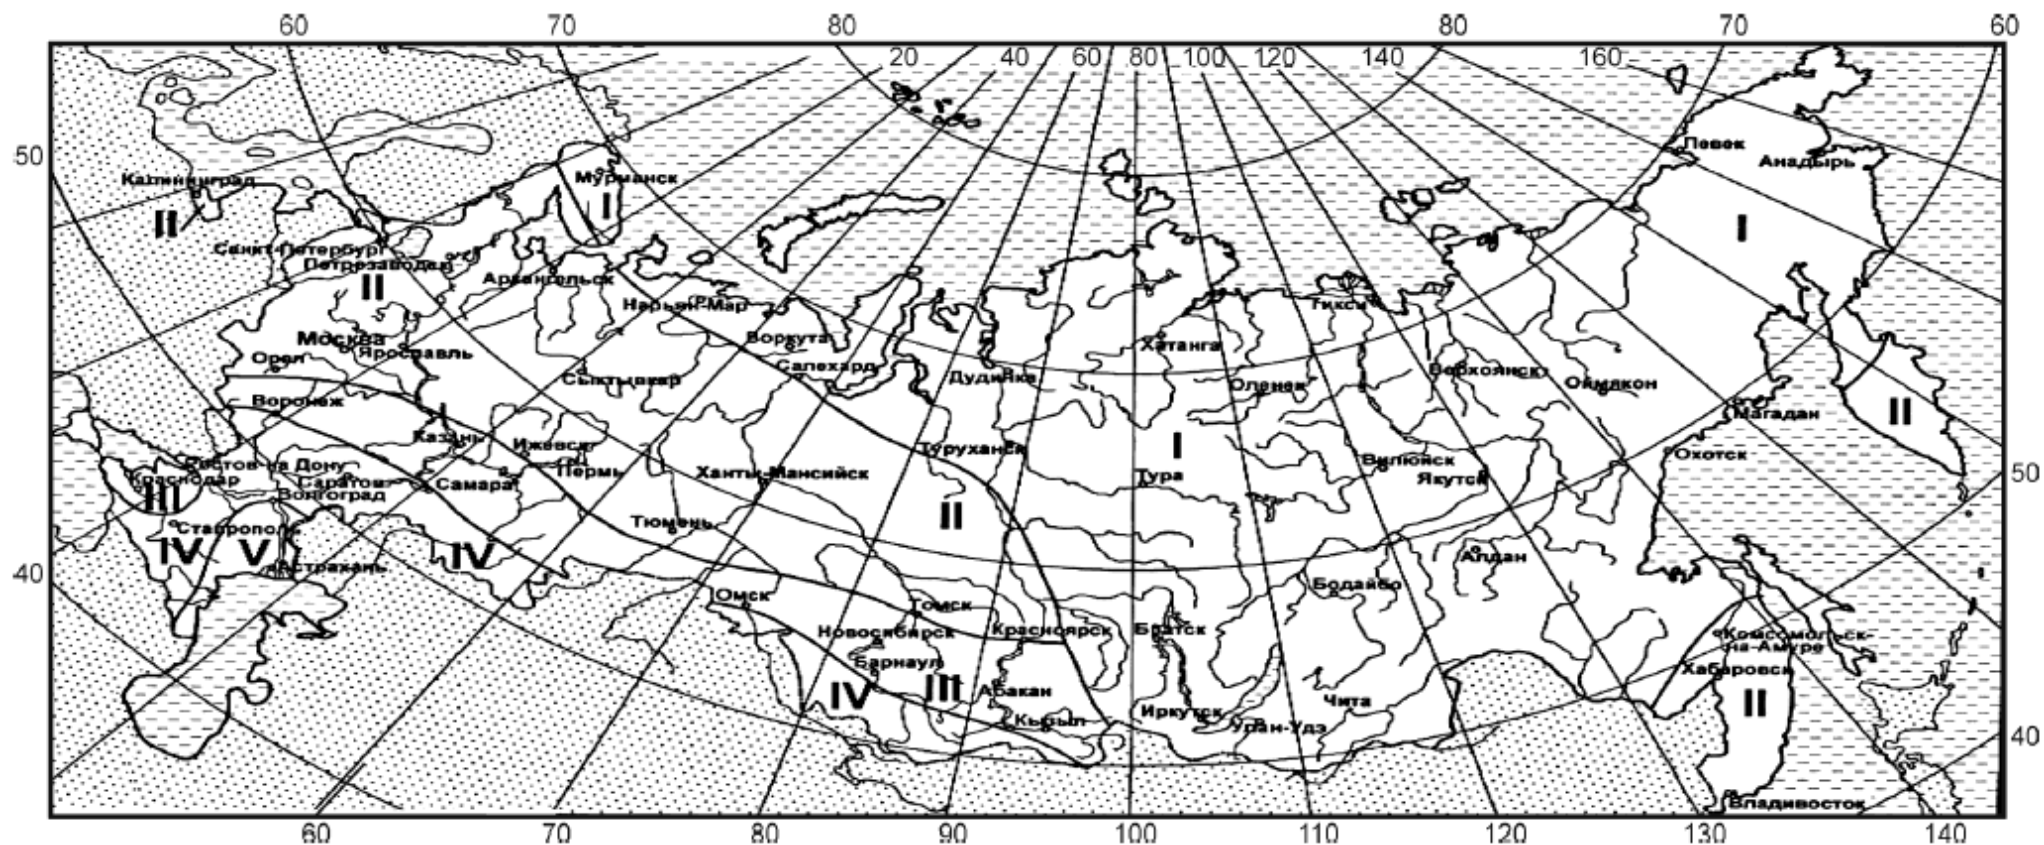 60 70 80 80 70 60
20 40 60 80 100 120 140 160
Певек
50
Анадырь
Калининград
Мурманск
II
I
I
Санкт-Петербург
Петрозаводск
Архангельск
II
Нарьян-Мар
Тикси
Москва
Ярославль
Воркута
Хатанга
Орел
Салехард
Дудинка
Оленек
Верхоянск
Оймякон
Сыктывкар
Воронеж
Магадан
II
Казань
Ижевск
Туруханск
I
Охотск
Ростов-на Дону
Краснодар
Саратов
Самара
Пермь
Ханты-Мансийск
Тура
Вилюйск
Якутск
50
III
Волгоград
Ставрополь
Тюмень
II
IV
V
IV
Астрахань
Алдан
40
Бодайбо
Омск
Томск
Новосибирск
Красноярск
Братск
Комсомольск-
на-Амуре
Барнаул
Хабаровск
IV
III
Абакан
Чита
II
Кызыл
Иркутск
Улан-Удэ
40
Владивосток
60 70 80 90 100 110 120 130 140